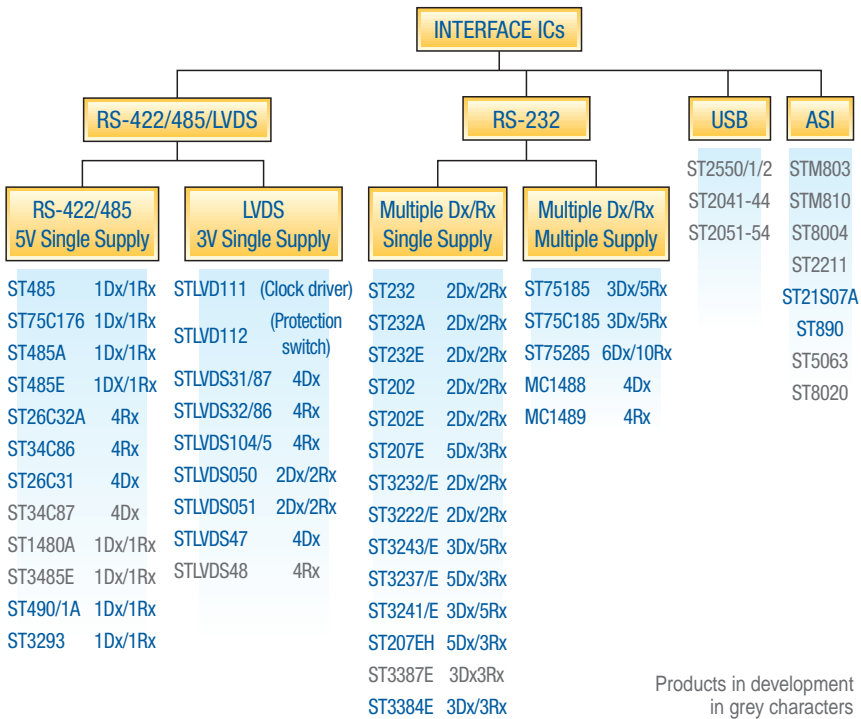 INTERFACE ICs
RS-422/485/LVDS
RS-232
USB
ASI
RS-422/485
5V Single Supply
ST485 1Dx/1Rx
ST75C176 1Dx/1Rx
ST485A 1Dx/1Rx
ST485E 1DX/1Rx
ST26C32A 4Rx
ST34C86 4Rx
ST26C31 4Dx
ST34C87 4Dx
ST1480A 1Dx/1Rx
ST3485E 1Dx/1Rx
ST490/1A 1Dx/1Rx
ST3293 1Dx/1Rx
LVDS
3V Single Supply
STLVD111 (Clock driver)
STLVD112 (Protection
switch)
STLVDS31/87 4Dx
STLVDS32/86 4Rx
STLVDS104/5 4Rx
STLVDS050 2Dx/2Rx
STLVDS051 2Dx/2Rx
STLVDS47 4Dx
STLVDS48 4Rx
Multiple Dx/Rx
Single Supply
ST232 2Dx/2Rx
ST232A 2Dx/2Rx
ST232E 2Dx/2Rx
ST202 2Dx/2Rx
ST202E 2Dx/2Rx
ST207E 5Dx/3Rx
ST3232/E 2Dx/2Rx
ST3222/E 2Dx/2Rx
ST3243/E 3Dx/5Rx
ST3237/E 5Dx/3Rx
ST3241/E 3Dx/5Rx
ST207EH 5Dx/3Rx
ST3387E 3Dx3Rx
ST3384E 3Dx/3Rx
Multiple Dx/Rx
Multiple Supply
ST75185 3Dx/5Rx
ST75C185 3Dx/5Rx
ST75285 6Dx/10Rx
MC1488 4Dx
MC1489 4Rx
ST2550/1/2
ST2041-44
ST2051-54
STM803
STM810
ST8004
ST2211
ST21S07A
ST890
ST5063
ST8020
Products in development
in grey characters